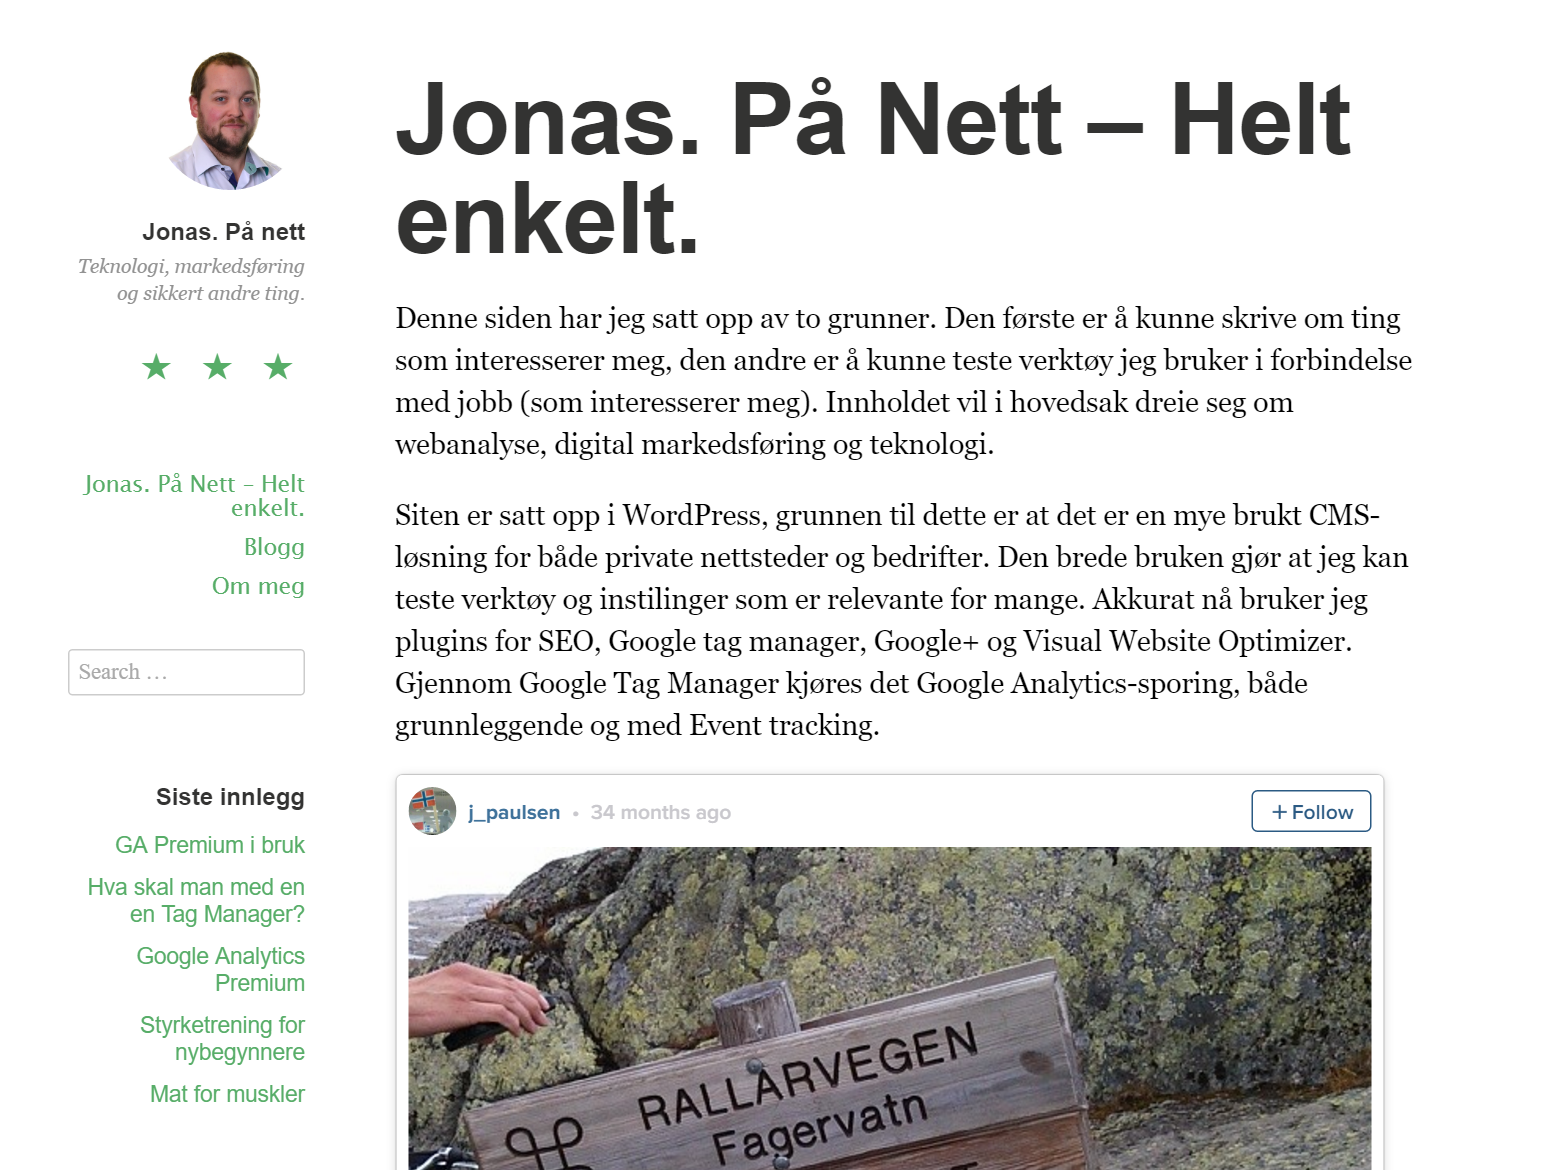 Jonas. På nett
Teknologi, markedsføring
og sikkert andre ting.
★ ★ ★
Jonas. På Nett – Helt
enkelt.
Blogg
Om meg
Search …
Siste innlegg
GA Premium i bruk
Hva skal man med en
en Tag Manager?
Google Analytics
Premium
Styrketrening for
nybegynnere
Mat for muskler
Jonas. På Nett – Helt
enkelt.
Denne siden har jeg satt opp av to grunner. Den første er å kunne skrive om ting
som interesserer meg, den andre er å kunne teste verktøy jeg bruker i forbindelse
med jobb (som interesserer meg). Innholdet vil i hovedsak dreie seg om
webanalyse, digital markedsføring og teknologi.
Siten er satt opp i WordPress, grunnen til dette er at det er en mye brukt CMS-
løsning for både private nettsteder og bedrifter. Den brede bruken gjør at jeg kan
teste verktøy og instilinger som er relevante for mange. Akkurat nå bruker jeg
plugins for SEO, Google tag manager, Google+ og Visual Website Optimizer.
Gjennom Google Tag Manager kjøres det Google Analytics-sporing, både
grunnleggende og med Event tracking.
j_paulsen • 34 months ago
+ Follow
RALLARVEGEN
Fagervatn